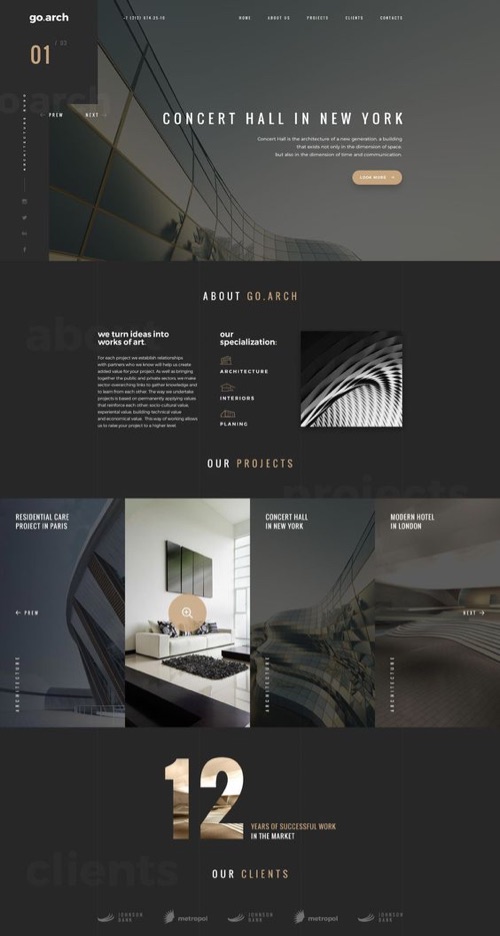 go.arch
+7 (717) 674-35-16
HOME
ABOUT US
PROJECTS
CLIENTS
CONTACTS
01
/ 03
o.arch
PREW
NEXT
CONCERT HALL IN NEW YORK
Concert Hall is the architecture of a new generation, a building
that exists not only in the dimension of space,
but also in the dimension of time and communication.
LOOK MORE
ABOUT GO.ARCH
about
we turn ideas into
works of art.
For each project we establish relationships
with partners who we know will help us create
added value for your project. As well as bringing
together the public and private sectors, we make
sector-overarching links to gather knowledge and
to learn from each other. The way we undertake
projects is based on permanently applying values
that reinforce each other: socio-cultural value,
experiental value, building-technical value
and economical value. This way of working allows
us to raise your project to a higher level.
our
specialization:
ARCHITECTURE
INTERIORS
PLANING
OUR PROJECTS
projects
RESIDENTIAL CARE
PROJECT IN PARIS
CONCERT HALL
IN NEW YORK
MODERN HOTEL
IN LONDON
PREW
NEXT
ARCHITECTURE
ARCHITECTURE
ARCHITECTURE
12
YEARS OF SUCCESSFUL WORK
IN THE MARKET
clients
OUR CLIENTS
JOHNSON
BANK
metropol
JOHNSON
BANK
metropol
JOHNSON
BANK